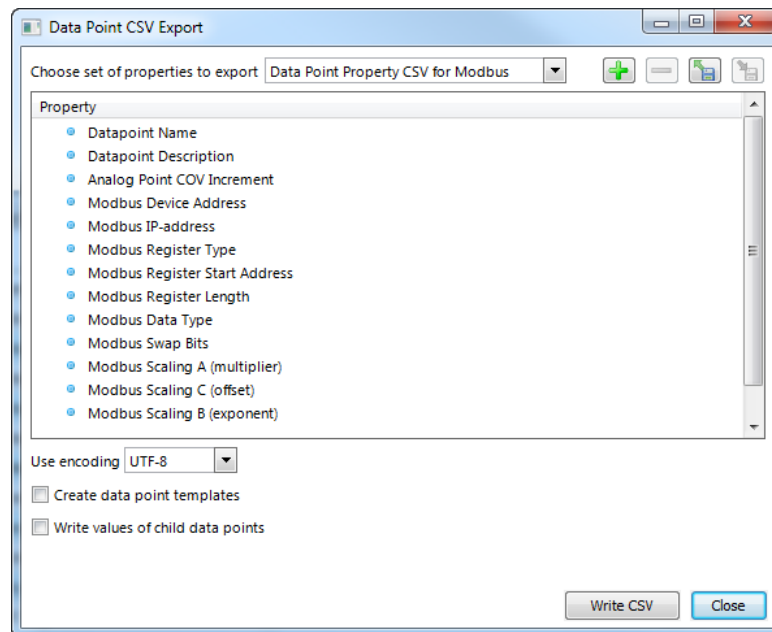 Data Point CSV Export
Choose set of properties to export Data Point Property CSV for Modbus
Property
Datapoint Name
Datapoint Description
Analog Point COV Increment
Modbus Device Address
Modbus IP-address
Modbus Register Type
Modbus Register Start Address
Modbus Register Length
Modbus Data Type
Modbus Swap Bits
Modbus Scaling A (multiplier)
Modbus Scaling C (offset)
Modbus Scaling B (exponent)
Use encoding UTF-8
Create data point templates
Write values of child data points
Write CSV Close